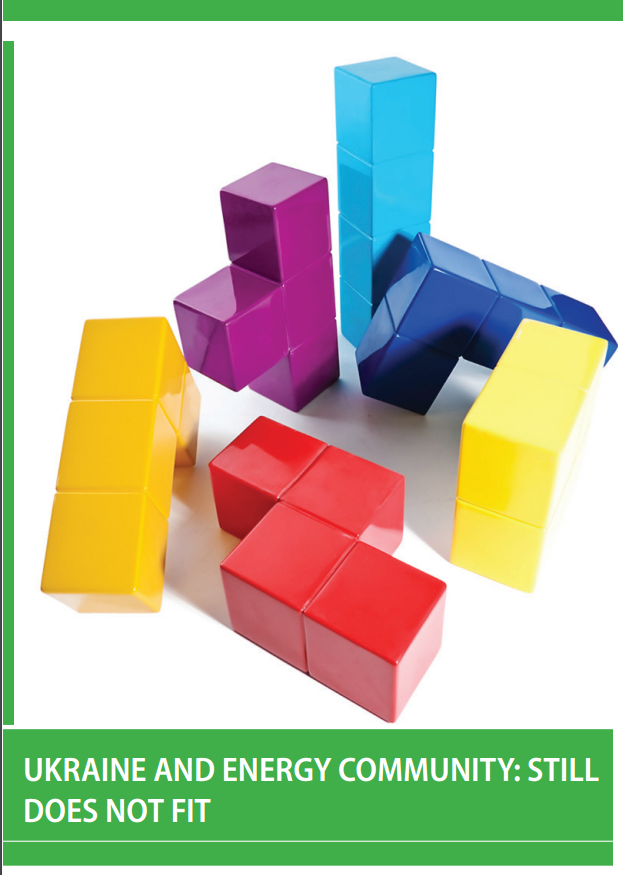 UKRAINE AND ENERGY COMMUNITY: STILL
DOES NOT FIT